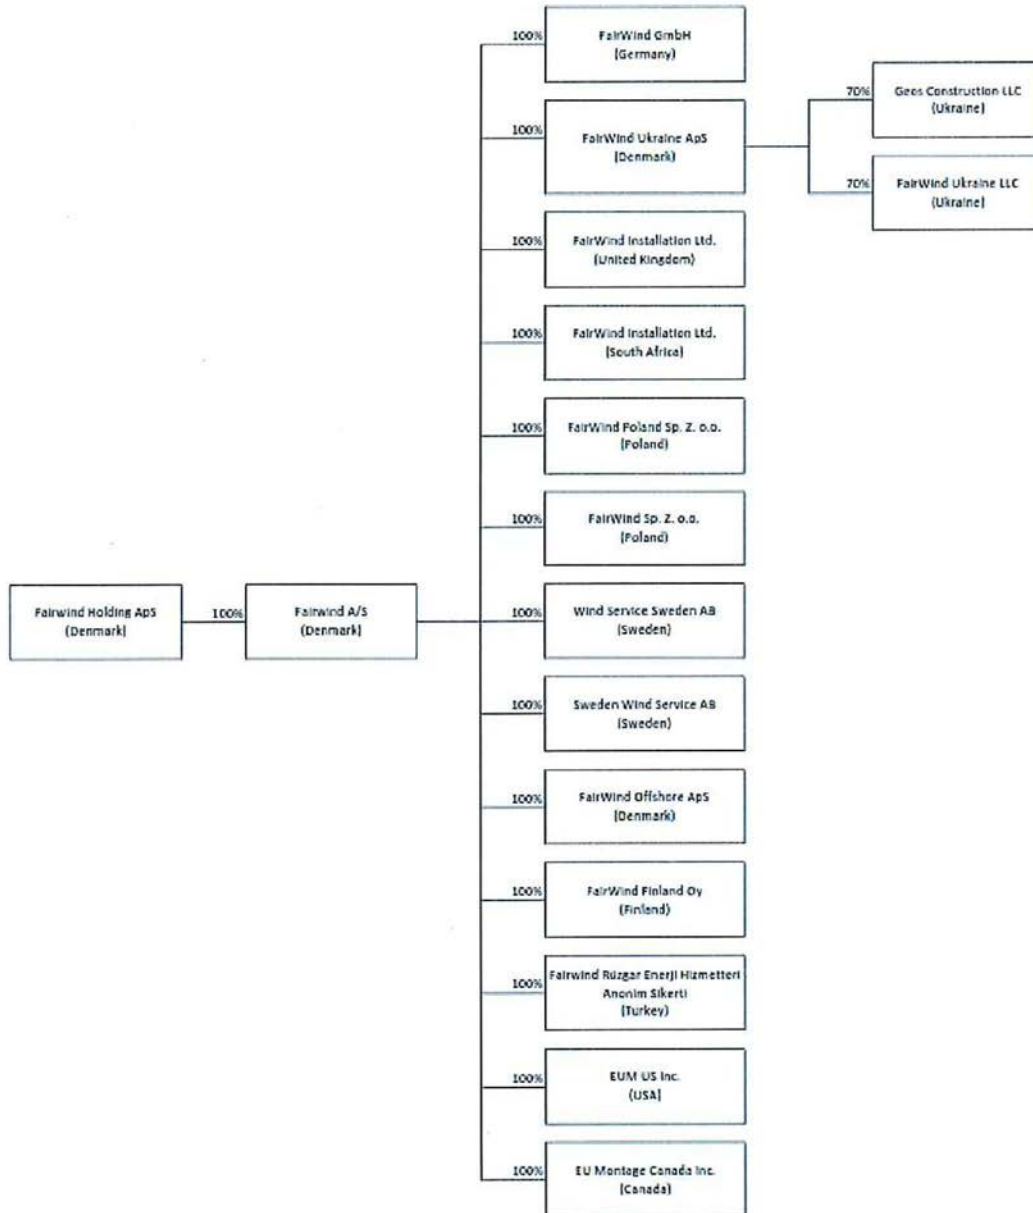 100%
FairWind GmbH
(Germany)
100%
FairWind Ukraine ApS
(Denmark)
70%
Geos Construction LLC
(Ukraine)
70%
FairWind Ukraine LLC
(Ukraine)
100%
FairWind Installation Ltd.
(United Kingdom)
100%
FairWind Installation Ltd.
(South Africa)
100%
FairWind Poland Sp. Z. o.o.
(Poland)
100%
FairWind Sp. Z. o.o.
(Poland)
Fairwind Holding ApS
(Denmark)
100%
Fairwind A/S
(Denmark)
100%
Wind Service Sweden AB
(Sweden)
100%
Sweden Wind Service AB
(Sweden)
100%
FairWind Offshore ApS
(Denmark)
100%
FairWind Finland Oy
(Finland)
100%
Fairwind Rüzgar Enerji Hizmetteri
Anonim Sikerti
(Turkey)
100%
EUM US Inc.
(USA)
100%
EU Montage Canada Inc.
(Canada)